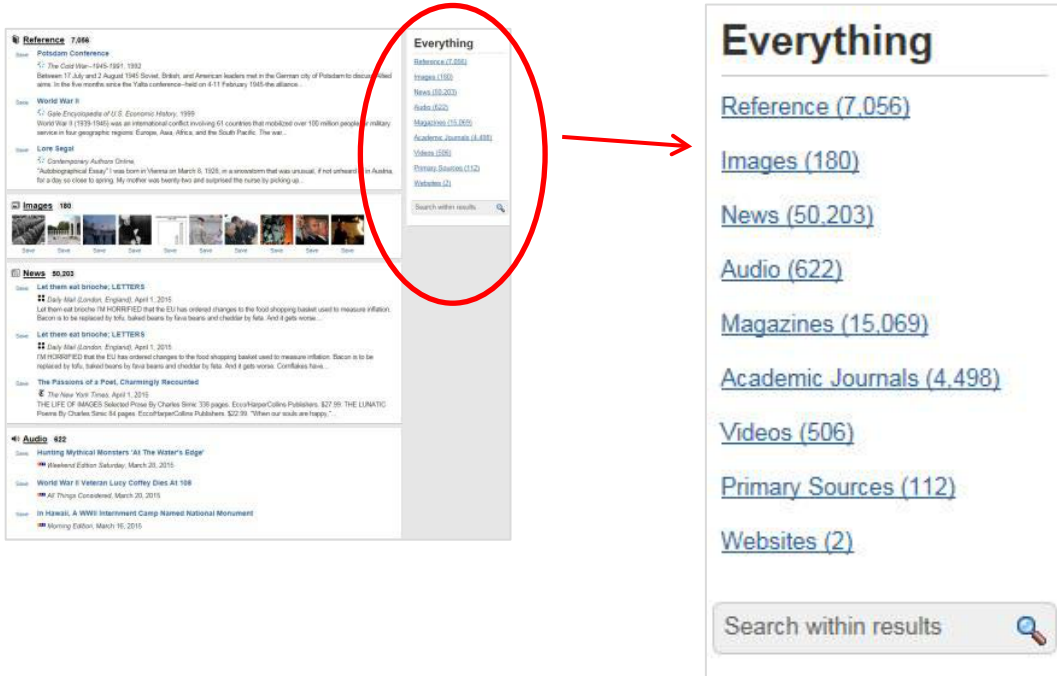 Reference 7,056
Save Potsdam Conference
The Cold War--1945-1991, 1992
Between 17 July and 2 August 1945 Soviet, British, and American leaders met in the German city of Potsdam to discuss Allied
aims. In the five months since the Yalta conference--held on 4-11 February 1945-the alliance...
Save World War II
Gale Encyclopedia of U.S. Economic History, 1999
World War II (1939-1945) was an international conflict involving 61 countries that mobilized over 100 million people for military
service in four geographic regions: Europe, Asia, Africa, and the South Pacific. The war...
Save Lore Segal
Contemporary Authors Online,
"Autobiographical Essay" I was born in Vienna on March 8, 1928, in a snowstorm that was unusual, if not unheard of in Austria,
for a day so close to spring. My mother was twenty-two and surprised the nurse by picking up...
Images 180
Save Save Save Save Save Save Save Save Save Save
News 50,203
Save Let them eat brioche; LETTERS
Daily Mail (London, England), April 1, 2015
Let them eat brioche I'M HORRIFIED that the EU has ordered changes to the food shopping basket used to measure inflation.
Bacon is to be replaced by tofu, baked beans by fava beans and cheddar by feta. And it gets worse...
Save Let them eat brioche; LETTERS
Daily Mail (London, England), April 1, 2015
I'M HORRIFIED that the EU has ordered changes to the food shopping basket used to measure inflation. Bacon is to be
replaced by tofu, baked beans by fava beans and cheddar by feta. And it gets worse. Cornflakes have...
Save The Passions of a Poet, Charmingly Recounted
The New York Times, April 1, 2015
THE LIFE OF IMAGES Selected Prose By Charles Simic 338 pages. Ecco/HarperCollins Publishers. $27.99. THE LUNATIC
Poems By Charles Simic 84 pages. Ecco/HarperCollins Publishers. $22.99. "When our souls are happy,"...
Audio 622
Save Hunting Mythical Monsters 'At The Water's Edge'
Weekend Edition Saturday, March 20, 2015
Save World War II Veteran Lucy Coffey Dies At 108
All Things Considered, March 20, 2015
Save In Hawaii, A WWII Internment Camp Named National Monument
Morning Edition, March 16, 2015
Everything
Reference (7,056)
Images (180)
News (50,203)
Audio (622)
Magazines (15,069)
Academic Journals (4,498)
Videos (506)
Primary Sources (112)
Websites (2)
Search within results
Everything
Reference (7,056)
Images (180)
News (50,203)
Audio (622)
Magazines (15,069)
Academic Journals (4,498)
Videos (506)
Primary Sources (112)
Websites (2)
Search within results